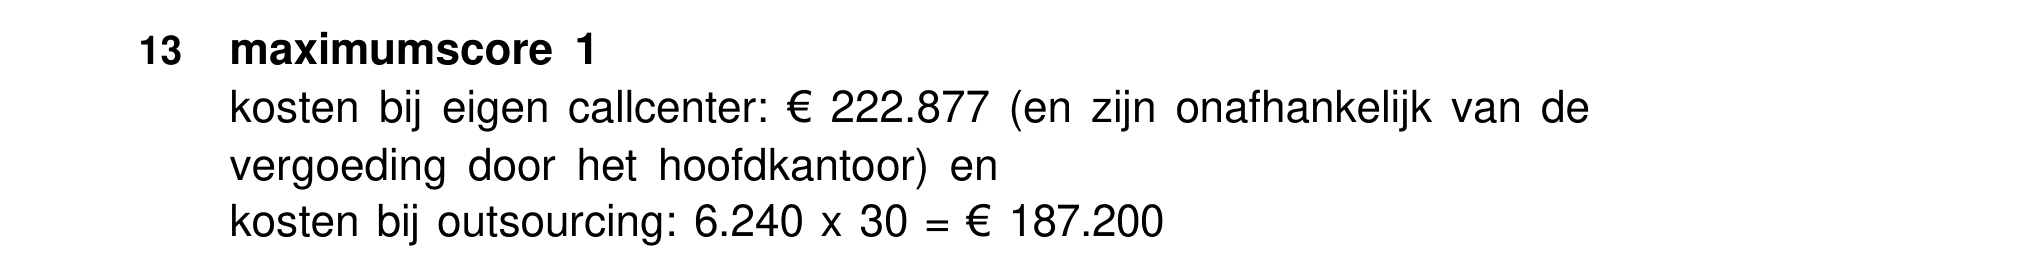 13 maximumscore 1
kosten bij eigen callcenter: € 222.877 (en zijn onafhankelijk van de
vergoeding door het hoofdkantoor) en
kosten bij outsourcing: 6.240 x 30 = € 187.200